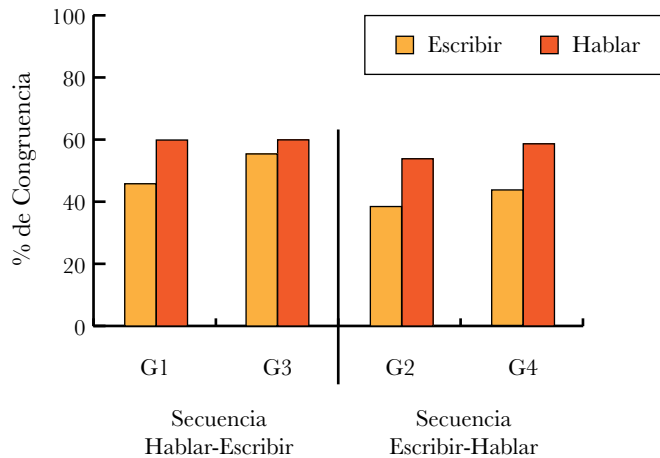 100
80
60
40
20
0
% de Congruencia
Escribir Hablar
G1 G3 G2 G4
Secuencia
Hablar-Escribir
Secuencia
Escribir-Hablar